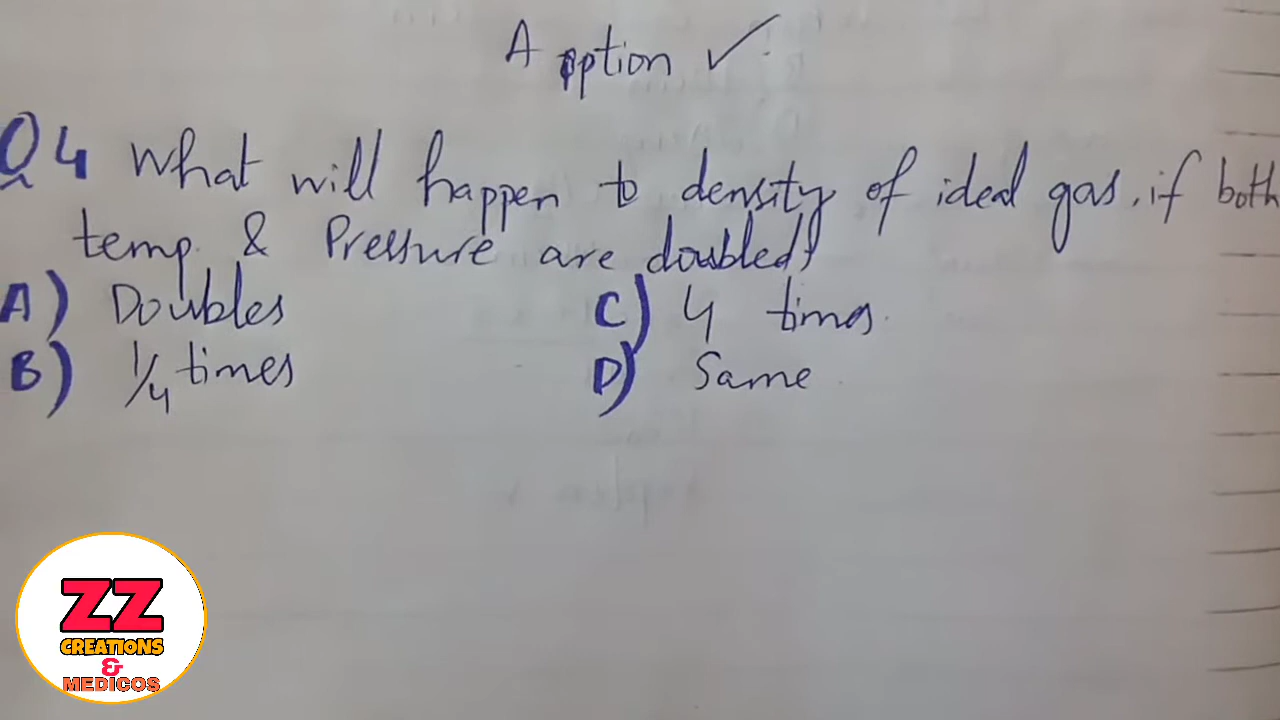 A option ✓
Q4 What will happen to density of ideal gas, if both
temp. & Pressure are doubled?
A) Doubles
C) 4 times.
B) 1/4 times
D) Same
ZZ
CREATIONS
&
MEDICOS